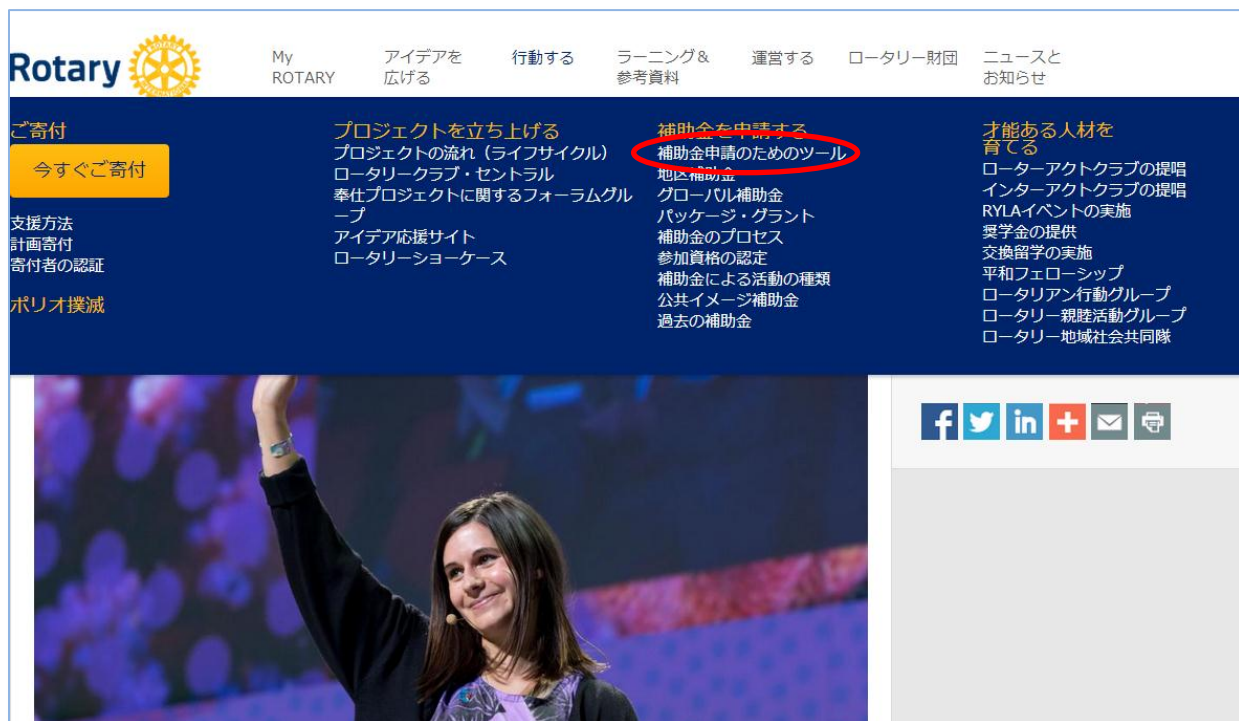 Rotary
My
ROTARY
アイデアを
広げる
行動する
ラーニング&
参考資料
運営する
ロータリー財団
ニュースと
お知らせ
ご寄付
今すぐご寄付
支援方法
計画寄付
寄付者の認証
ポリオ撲滅
プロジェクトを立ち上げる
プロジェクトの流れ（ライフサイクル）
ロータリークラブ・セントラル
奉仕プロジェクトに関するフォーラムグル
ープ
アイデア応援サイト
ロータリーショーケース
補助金を申請する
補助金申請のためのツール
地区補助金
グローバル補助金
パッケージ・グラント
補助金のプロセス
参加資格の認定
補助金による活動の種類
公共イメージ補助金
過去の補助金
才能ある人材を
育てる
ローターアクトクラブの提唱
インターアクトクラブの提唱
RYLAイベントの実施
奨学金の提供
交換留学の実施
平和フェローシップ
ロータリアン行動グループ
ロータリー親睦活動グループ
ロータリー地域社会共同隊